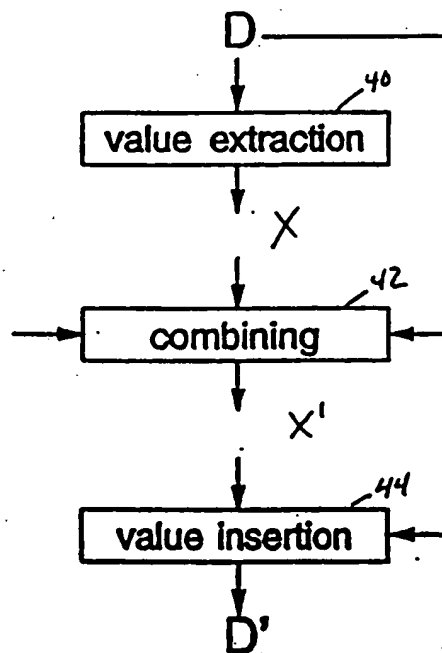 D
40
value extraction
X
42
combining
X'
44
value insertion
D'